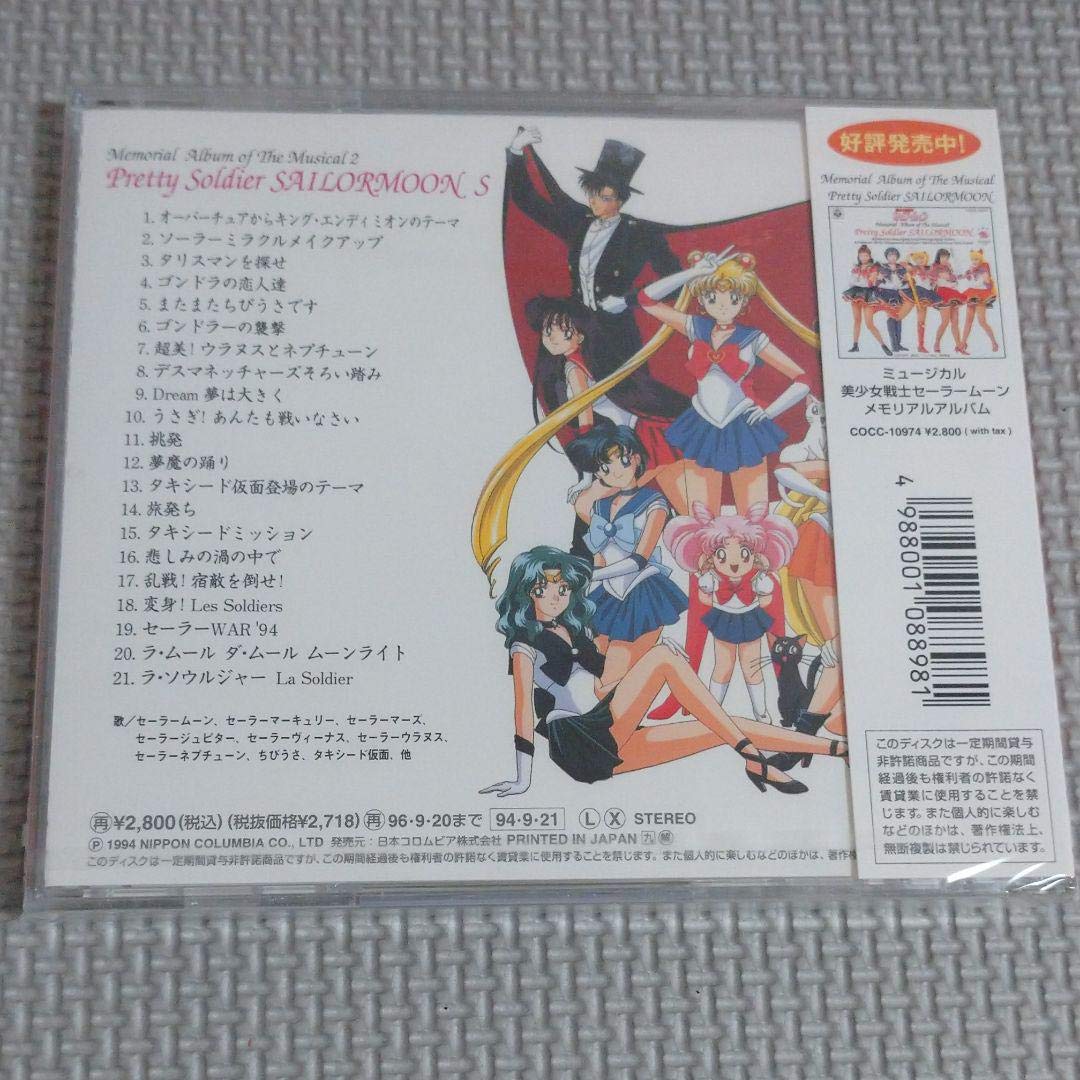 Memorial Album of The Musical 2
Pretty Soldier SAILORMOON S
1. オーバーチュアからキング・エンディミオンのテーマ
2. ソーラーミラクルメイクアップ
3. タリスマンを探せ
4. ゴンドラの恋人達
5. またまたちびうさです
6. ゴンドラーの襲撃
7. 超美!ウラヌスとネプチューン
8. デスマネッチャーズそろい踏み
9. Dream 夢は大きく
10. うさぎ!あんたも戦いなさい
11. 挑発
12. 夢魔の踊り
13. タキシード仮面登場のテーマ
14. 旅発ち
15. タキシードミッション
16. 悲しみの渦の中で
17. 乱戦!宿敵を倒せ!
18. 変身! Les Soldiers
19. セーラーWAR '94
20. ラ・ムール ダ・ムール ムーンライト
21. ラ・ソウルジャー La Soldier
歌/セーラームーン、セーラーマーキュリー、セーラーマーズ、
セーラージュピター、セーラーヴィーナス、セーラーウラヌス、
セーラーネプチューン、ちびうさ、タキシード仮面、他
再¥2,800(税込)(税抜価格¥2,718)再96・9・20まで 94・9・21 L X STEREO
Ⓟ 1994 NIPPON COLUMBIA CO., LTD 発売元:日本コロムビア株式会社 PRINTED IN JAPAN 九
このディスクは一定期間貸与非許諾商品ですが、この期間経過後も権利者の許諾なく賃貸業に使用することを禁じます。また個人的に楽しむなどのほかは、著作権
好評発売中!
Memorial Album of The Musical
Pretty Soldier SAILORMOON
Memorial Album of The Musical
Pretty Soldier SAILORMOON
ミュージカル
美少女戦士セーラームーン
メモリアルアルバム
COCC-10974 ¥2,800 (with tax)
4 988001 088981
このディスクは一定期間貸与
非許諾商品ですが、この期間
経過後も権利者の許諾なく
賃貸業に使用することを禁
じます。また個人的に楽しむ
などのほかは、著作権法上、
無断複製は禁じられています。